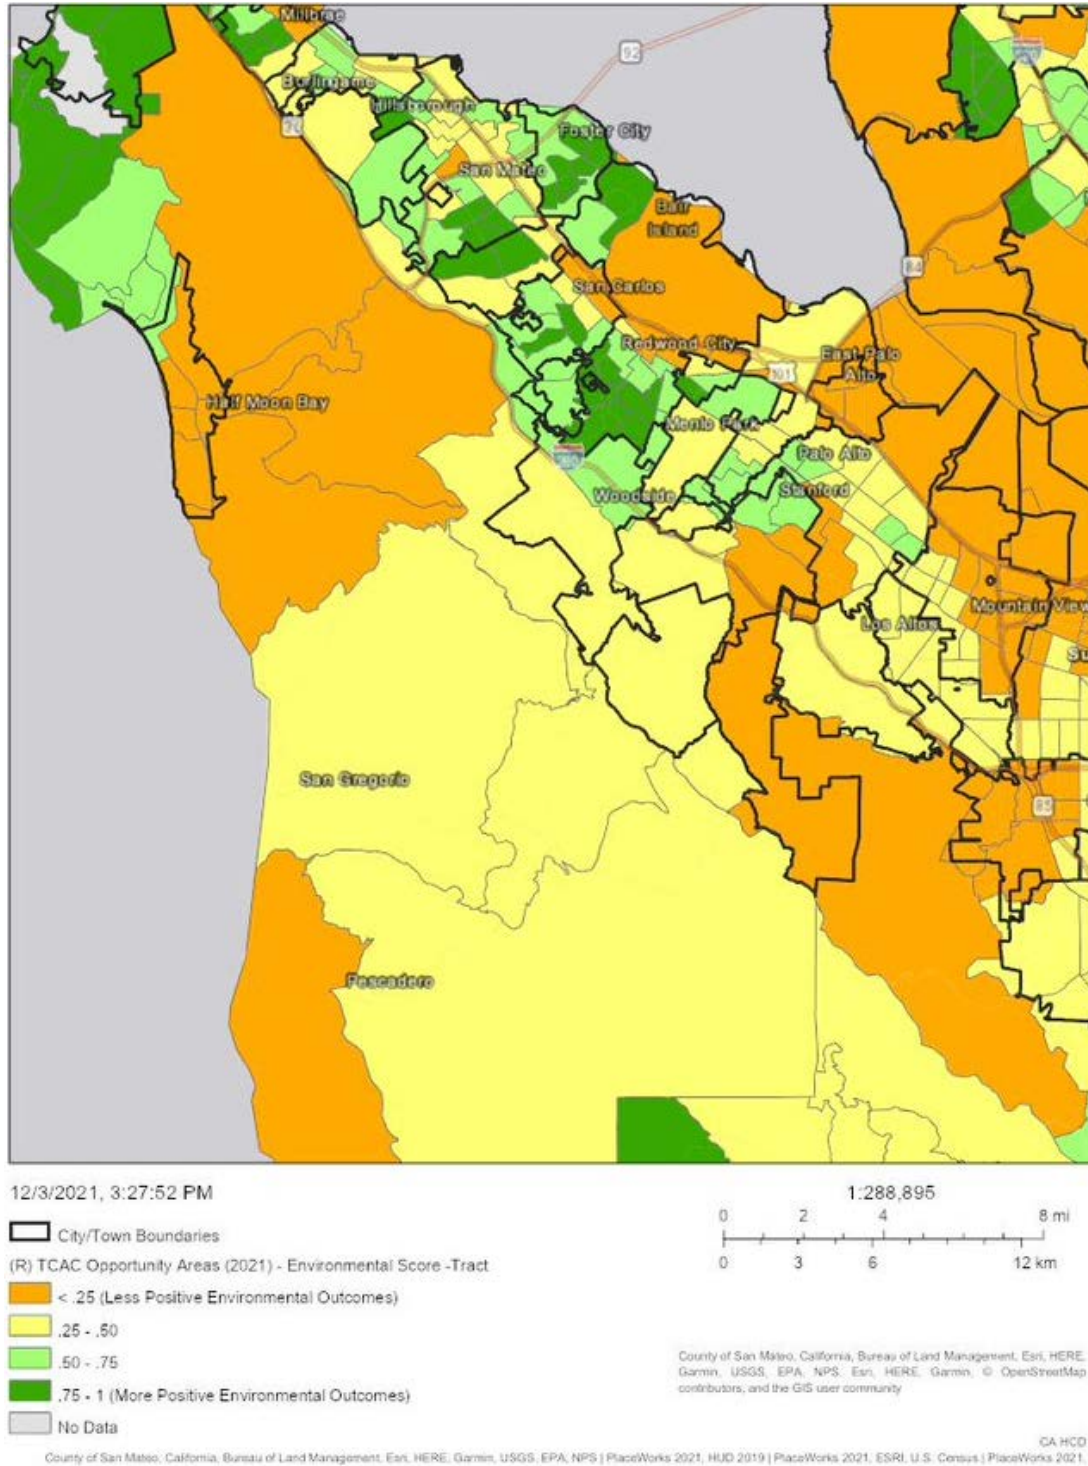 Millbrae
92
Burlingame
Hillsborough
Foster City
San Mateo
Bair
Island
84
San Carlos
Redwood City
East Palo
Alto
101
Half Moon Bay
Menlo Park
Palo Alto
Woodside
Stanford
Mountain View
Los Altos
Su
San Gregorio
85
Pescadero
12/3/2021, 3:27:52 PM
1:288,895
0 2 4 8 mi
0 3 6 12 km
City/Town Boundaries
(R) TCAC Opportunity Areas (2021) - Environmental Score -Tract
< .25 (Less Positive Environmental Outcomes)
.25 - .50
.50 - .75
.75 - 1 (More Positive Environmental Outcomes)
No Data
County of San Mateo, California, Bureau of Land Management, Esri, HERE,
Garmin, USGS, EPA, NPS, Esri, HERE, Garmin, © OpenStreetMap
contributors, and the GIS user community
CA HCD
County of San Mateo, California, Bureau of Land Management, Esri, HERE, Garmin, USGS, EPA, NPS | PlaceWorks 2021, HUD 2019 | PlaceWorks 2021, ESRI, U.S. Census | PlaceWorks 2021